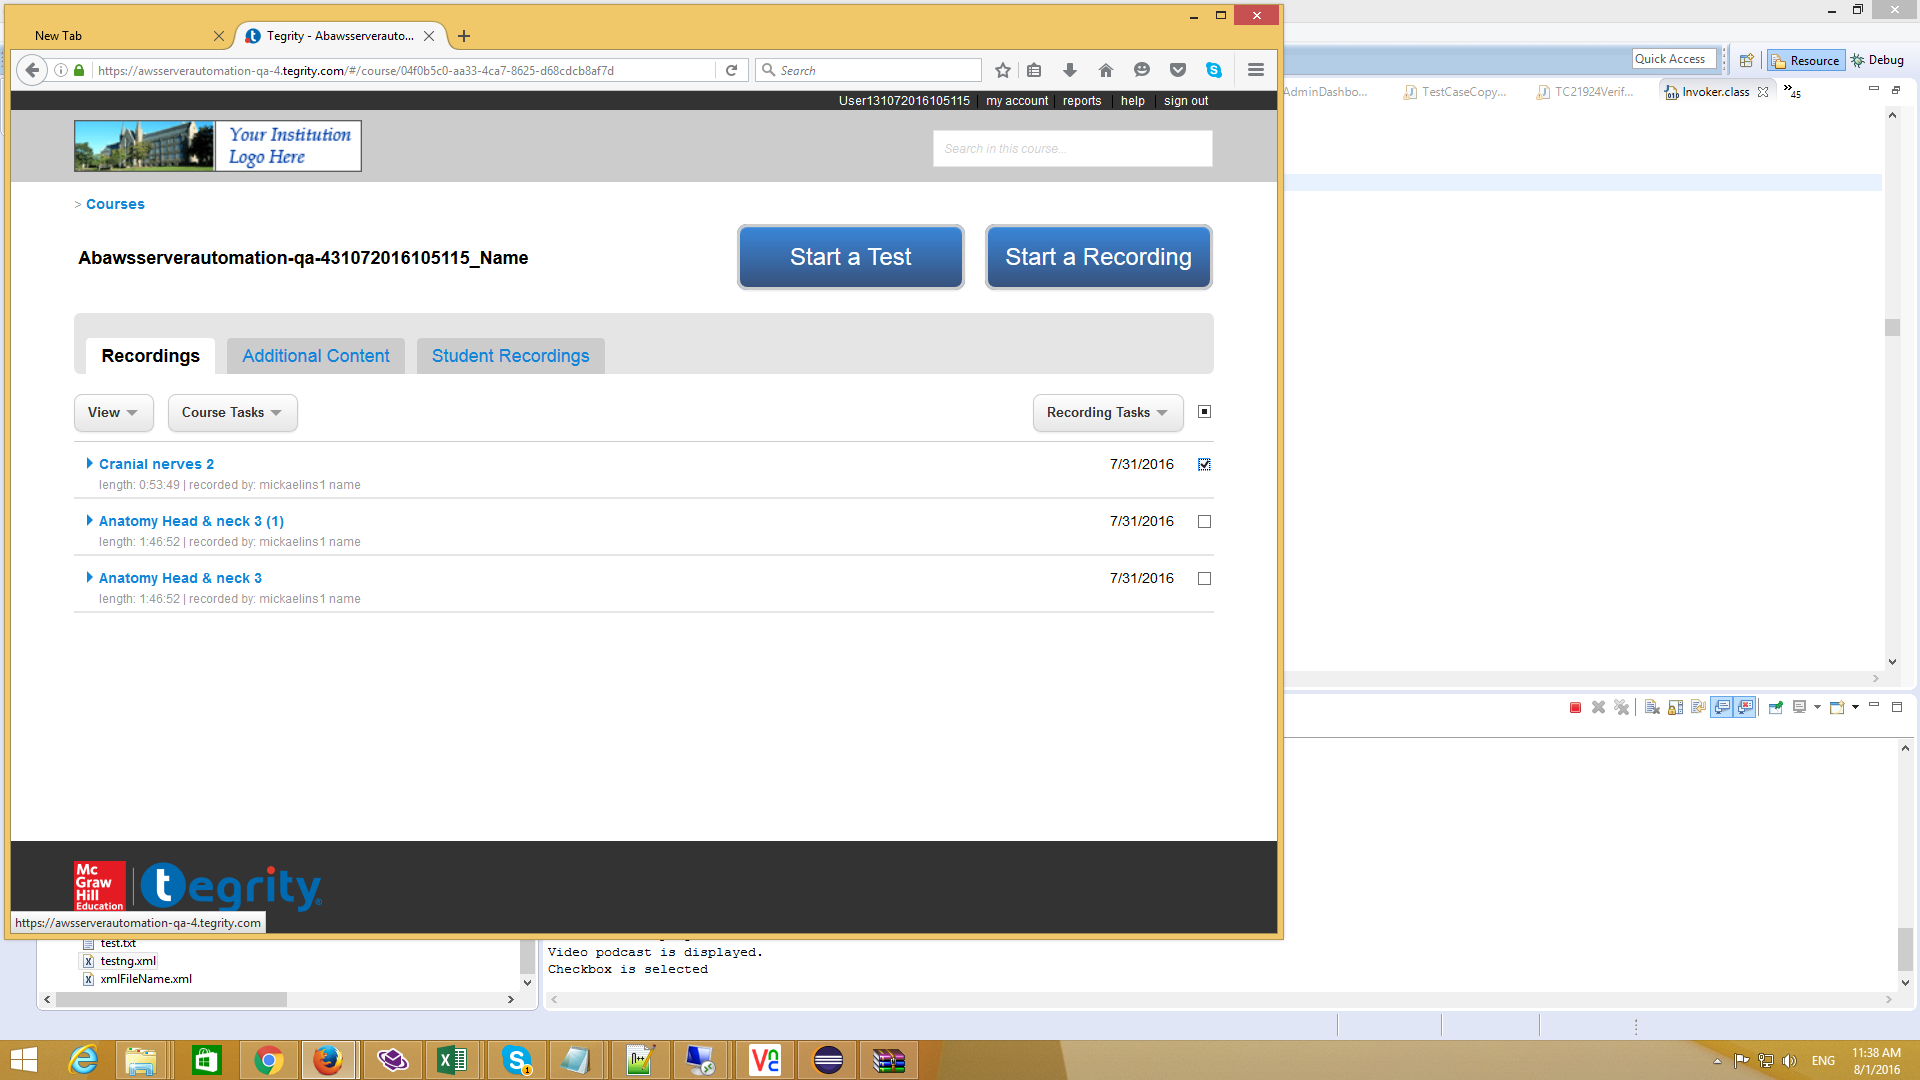 New Tab
Tegrity - Abawsserverauto...
https://awsserverautomation-qa-4.tegrity.com/#/course/04f0b5c0-aa33-4ca7-8625-d68cdcb8af7d
Search
Quick Access
Resource
Debug
AdminDashbo...
TestCaseCopy...
TC21924Verif...
Invoker.class
45
User131072016105115
my account
reports
help
sign out
Your Institution
Logo Here
Search in this course...
> Courses
Abawsserverautomation-qa-431072016105115_Name
Start a Test
Start a Recording
Recordings
Additional Content
Student Recordings
View
Course Tasks
Recording Tasks
Cranial nerves 2
7/31/2016
length: 0:53:49 | recorded by: mickaelins1 name
Anatomy Head & neck 3 (1)
7/31/2016
length: 1:46:52 | recorded by: mickaelins1 name
Anatomy Head & neck 3
7/31/2016
length: 1:46:52 | recorded by: mickaelins1 name
Mc
Graw
Hill
Education
tegrity
https://awsserverautomation-qa-4.tegrity.com
test.txt
testng.xml
xmlFileName.xml
Video podcast is displayed.
Checkbox is selected
ENG
11:38 AM
8/1/2016